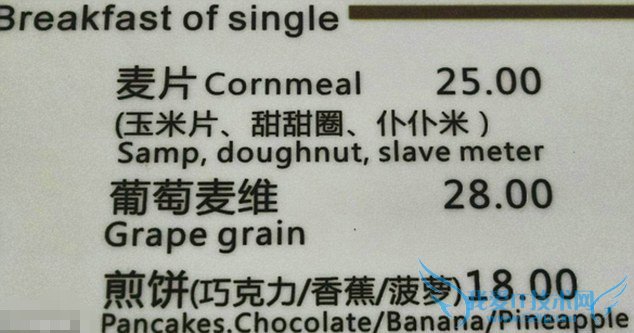 Breakfast of single
麦片 Cornmeal 25.00
(玉米片、甜甜圈、仆仆米）
Samp, doughnut, slave meter
葡萄麦维 28.00
Grape grain
煎饼(巧克力/香蕉/菠萝) 18.00
Pancakes,Chocolate/Banana/Pineapple